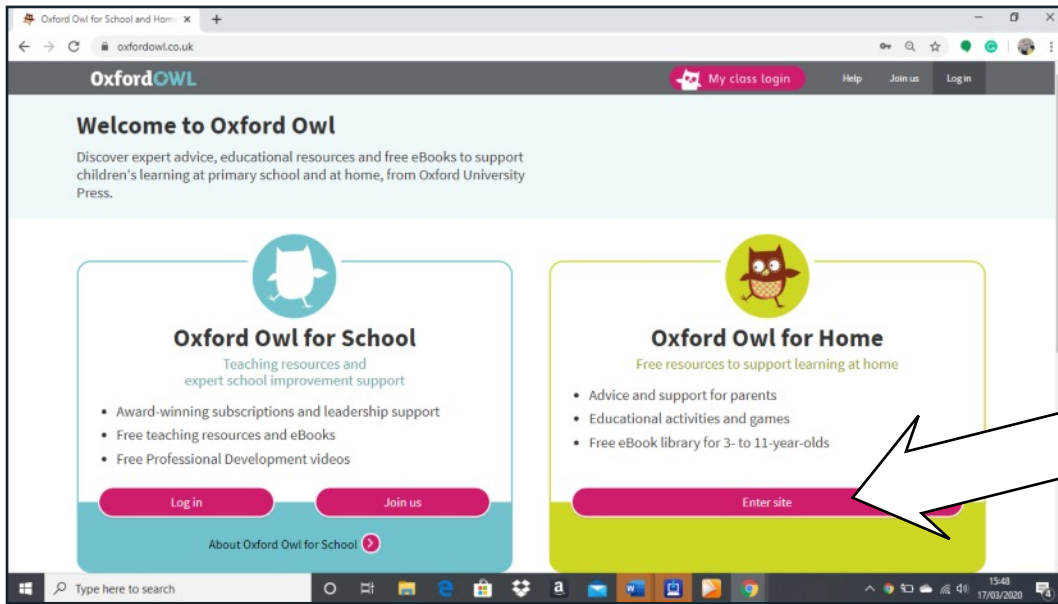 Oxford Owl for School and Hom
oxfordowl.co.uk
OxfordOWL
My class login
Help
Join us
Log in
Welcome to Oxford Owl
Discover expert advice, educational resources and free eBooks to support
children's learning at primary school and at home, from Oxford University
Press.
Oxford Owl for School
Teaching resources and
expert school improvement support
• Award-winning subscriptions and leadership support
• Free teaching resources and eBooks
• Free Professional Development videos
Log in
Join us
About Oxford Owl for School
Oxford Owl for Home
Free resources to support learning at home
• Advice and support for parents
• Educational activities and games
• Free eBook library for 3- to 11-year-olds
Enter site
Type here to search
15:48
17/03/2020